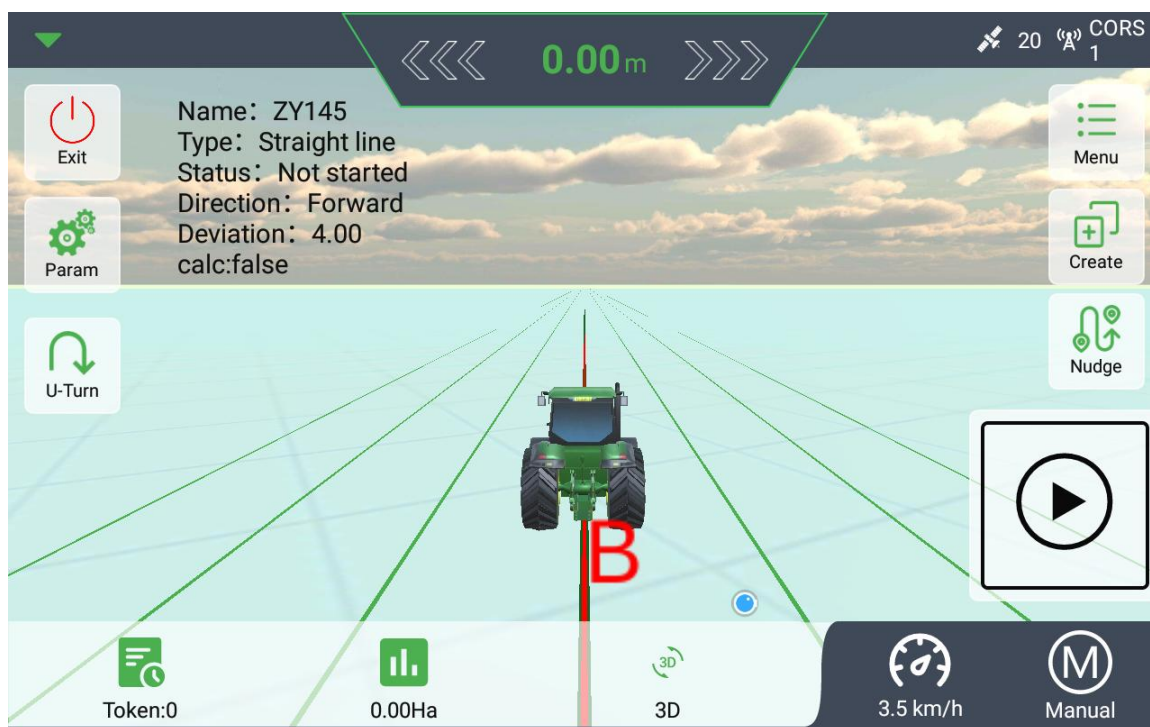 0.00m
20
CORS
1
Exit
Name: ZY145
Type: Straight line
Status: Not started
Direction: Forward
Deviation: 4.00
calc:false
Menu
Param
Create
U-Turn
Nudge
B
3D
M
Token:0
0.00Ha
3D
3.5 km/h
Manual